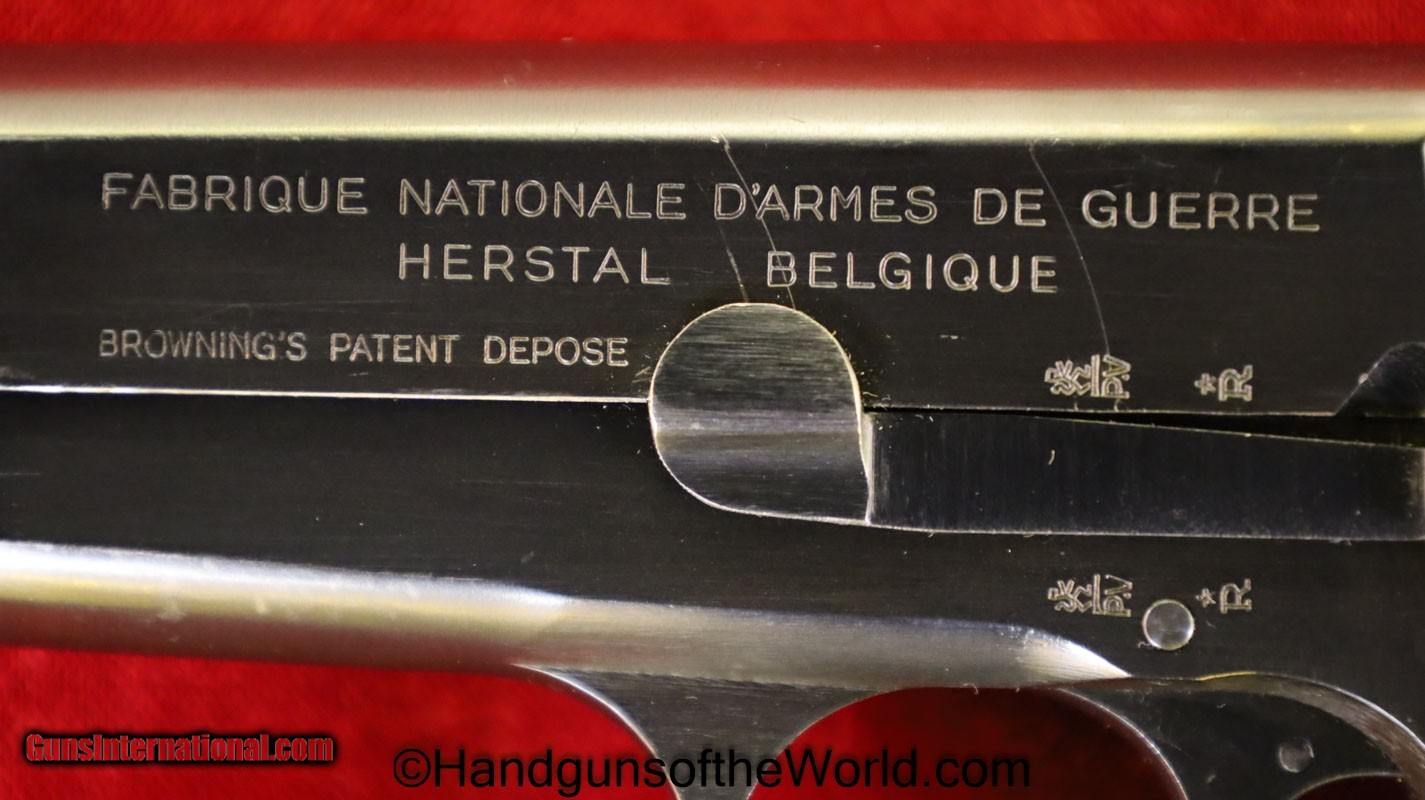 FABRIQUE NATIONALE D'ARMES DE GUERRE
HERSTAL BELGIQUE
BROWNING'S PATENT DEPOSE
P.V *R
P.V *R
GunsInternational.com
©HandgunsoftheWorld.com